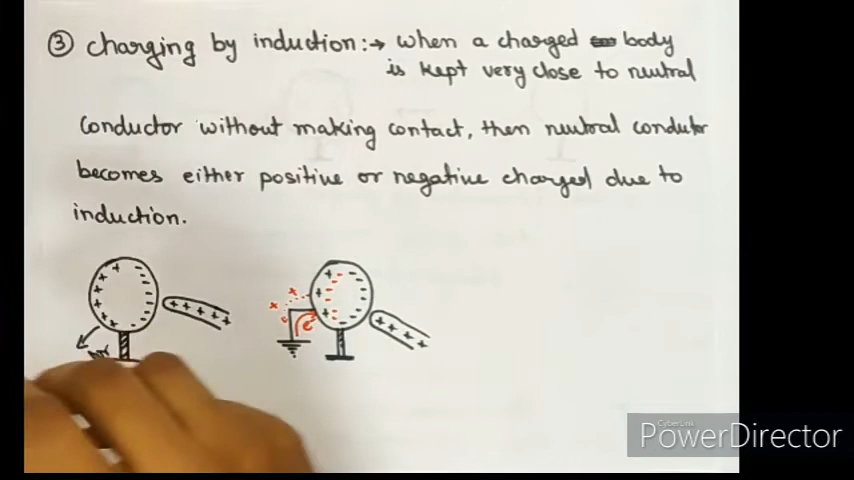 ③ Charging by induction:→ when a charged body
is kept very close to neutral
Conductor without making contact, then neutral conductor
becomes either positive or negative charged due to
induction.
e⁻
CyberLink
PowerDirector